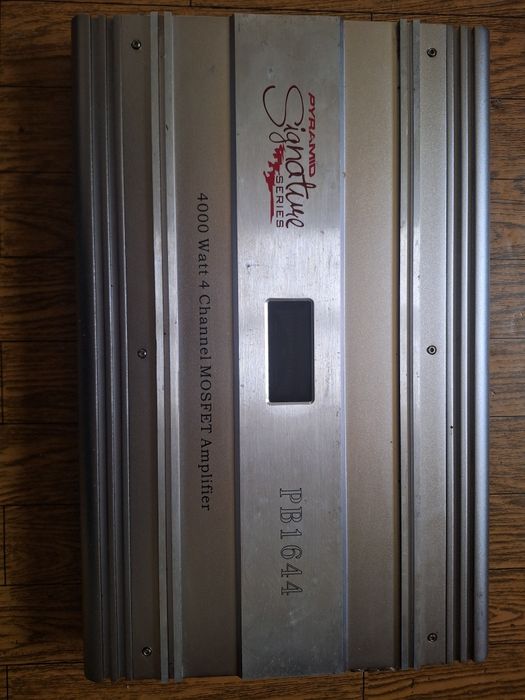 PYRAMID
Signature
SERIES
PB1644
4000 Watt 4 Channel MOSFET Amplifier